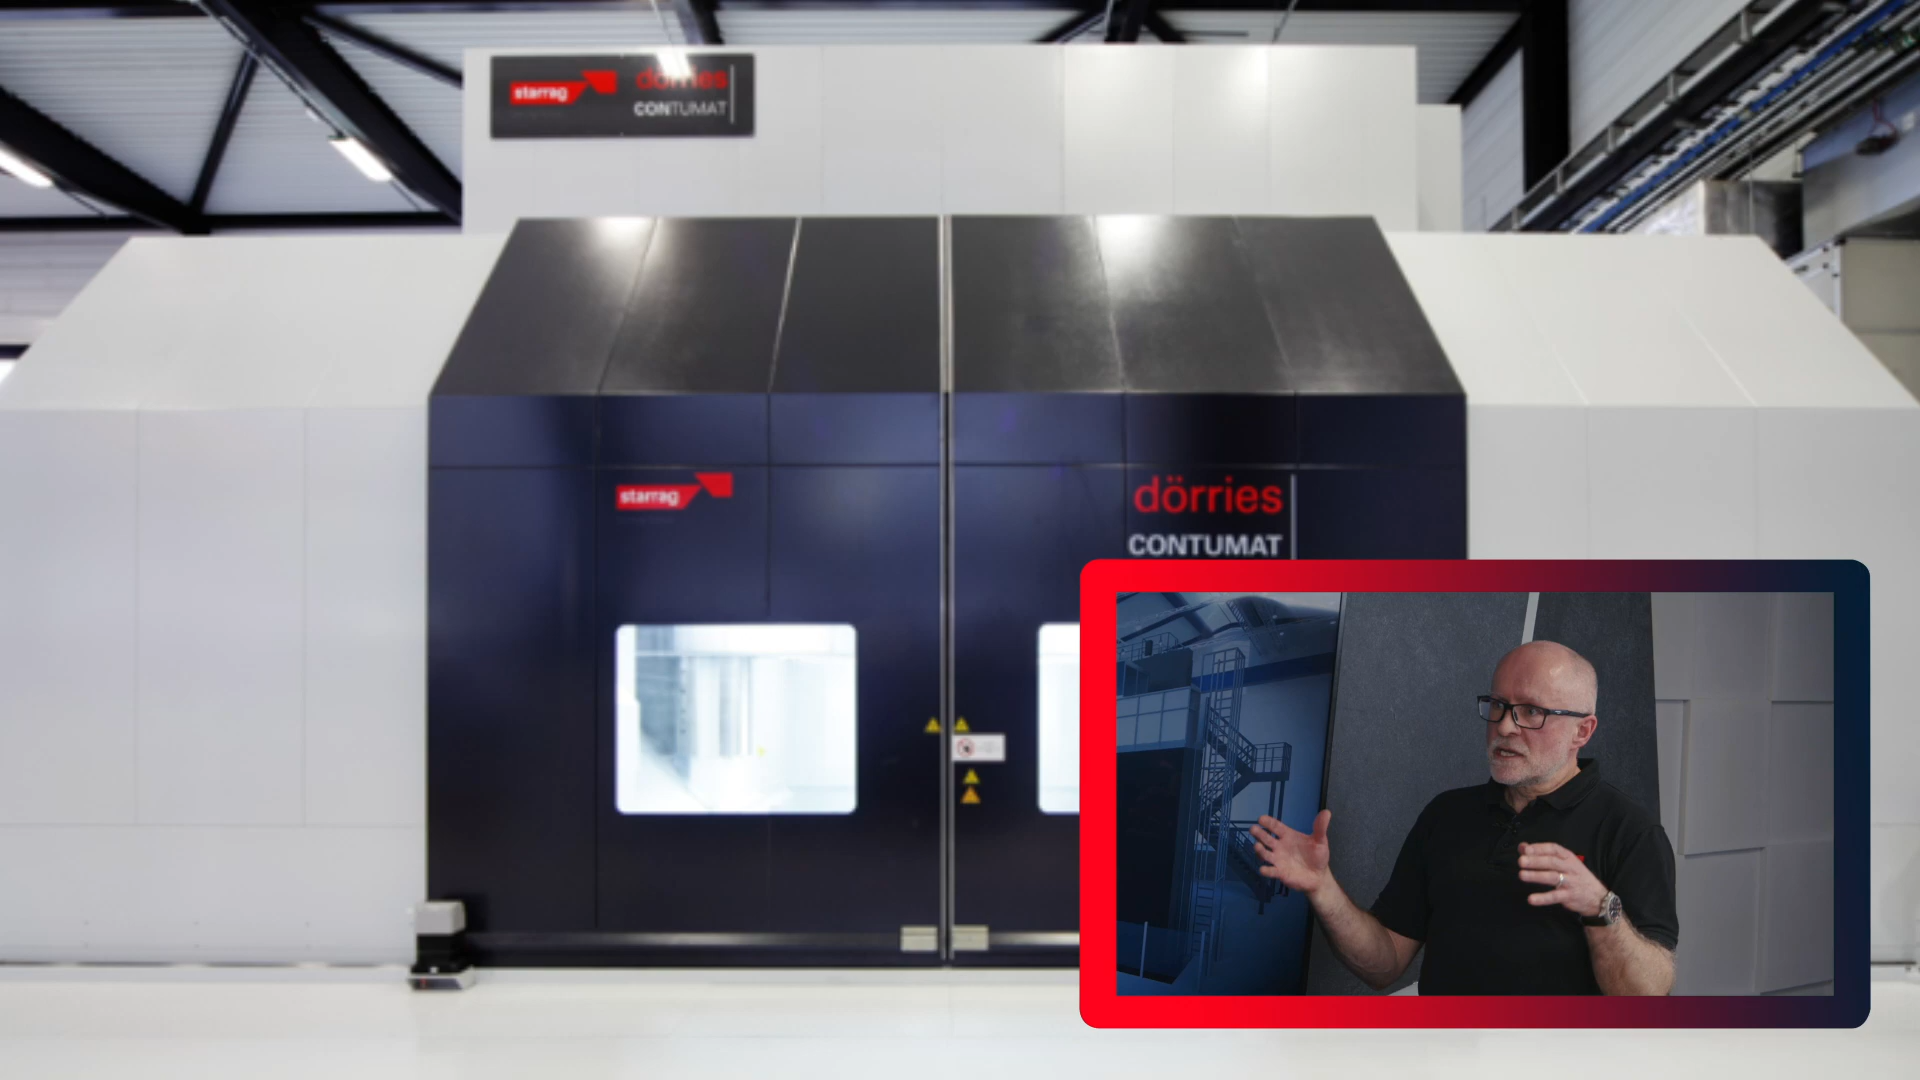 starrag
dörries
CONTUMAT
starrag
dörries
CONTUMAT